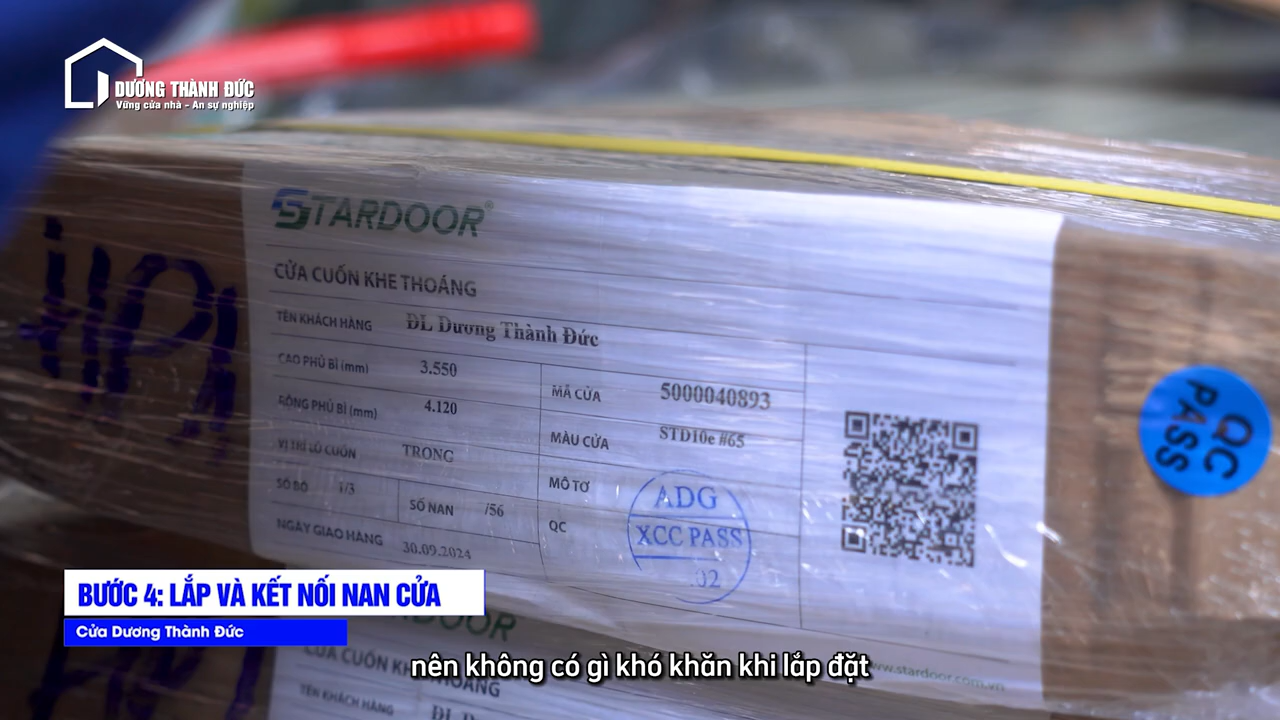 DƯƠNG THÀNH ĐỨC
Vững cửa nhà - An sự nghiệp
STARDOOR®
CỬA CUỐN KHE THOÁNG
TÊN KHÁCH HÀNG ĐL Dương Thành Đức
CAO PHỦ BÌ (mm) 3.550
RỘNG PHỦ BÌ (mm) 4.120
VỊ TRÍ LÔ CUỐN TRONG
SỐ BÓ 1/3
SỐ NAN /56
NGÀY GIAO HÀNG 30.09.2024
MÃ CỬA 5000040893
MÀU CỬA STD10e #65
MÔ TƠ
QC
ADG
XCC PASS
.02
QC
PASS
BƯỚC 4: LẮP VÀ KẾT NỐI NAN CỬA
Cửa Dương Thành Đức
nên không có gì khó khăn khi lắp đặt
www.stardoor.com.vn
CỬA CUỐN KHE THOÁNG
TÊN KHÁCH HÀNG